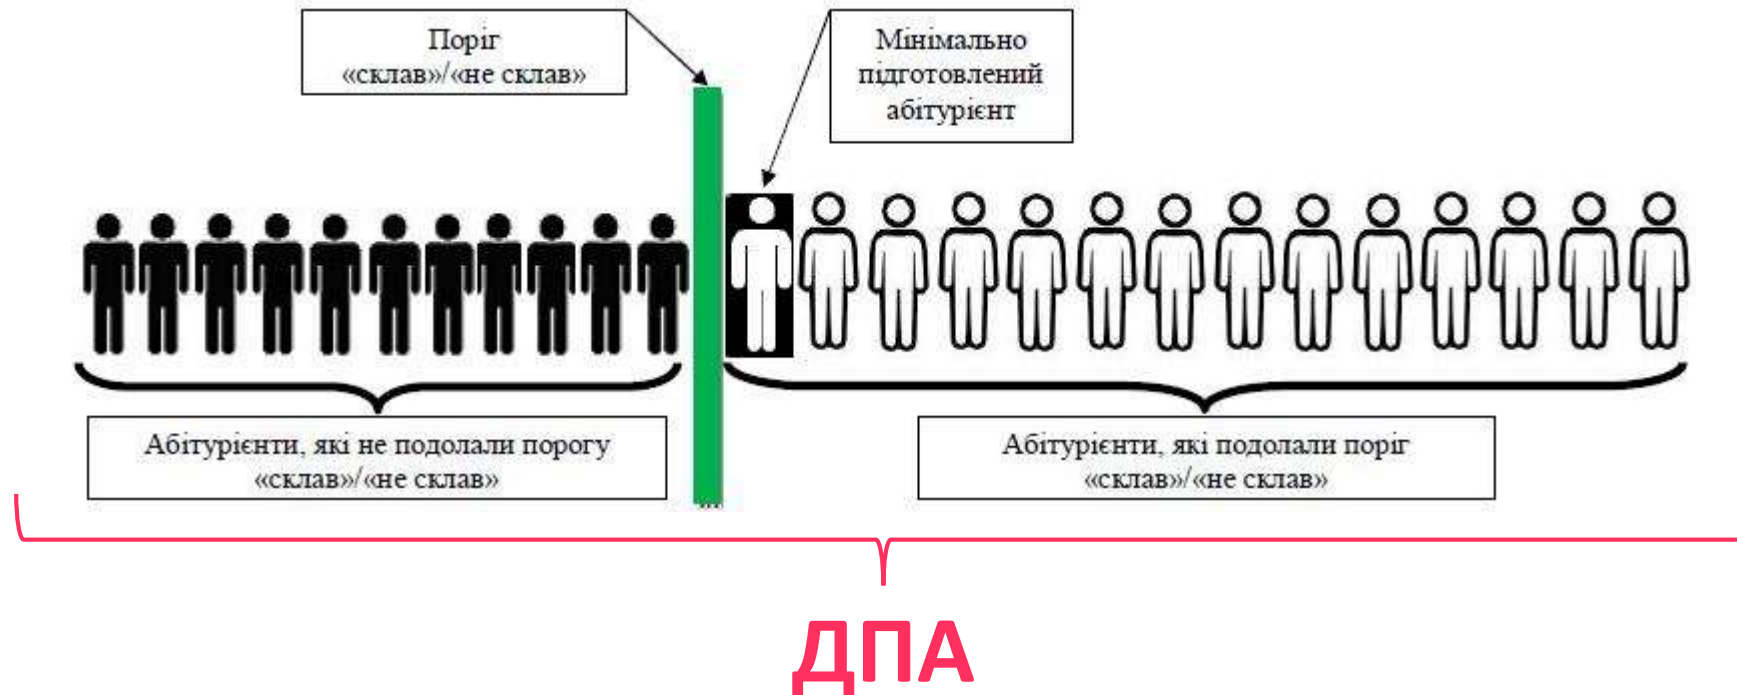 Поріг
«склав»/«не склав»
Мінімально
підготовлений
абітурієнт
Абітурієнти, які не подолали порогу
«склав»/«не склав»
Абітурієнти, які подолали поріг
«склав»/«не склав»
ДПА